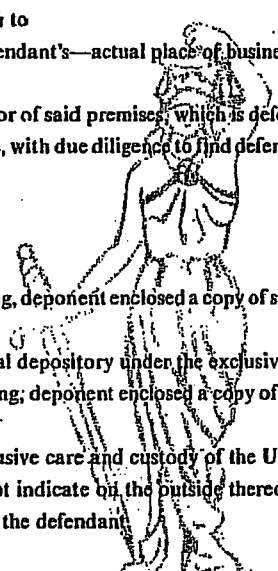 to
endant's—actual place of busine
or of said premises, which is defe
, with due diligence to find defen
g, deponent enclosed a copy of s
al depository under the exclusiv
ng; deponent enclosed a copy of
usive care and custody of the U
ot indicate on the outside thereo
the defendant